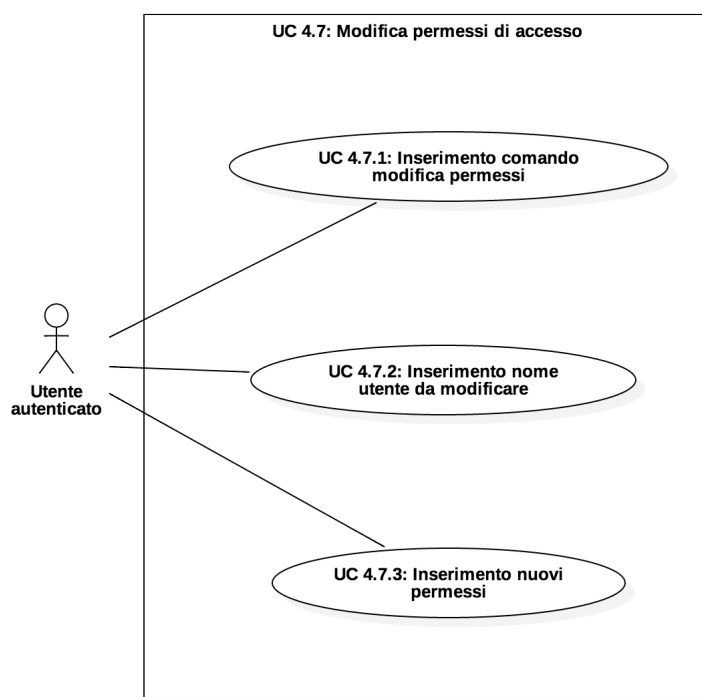 UC 4.7: Modifica permessi di accesso
UC 4.7.1: Inserimento comando
modifica permessi
UC 4.7.2: Inserimento nome
utente da modificare
Utente
autenticato
UC 4.7.3: Inserimento nuovi
permessi